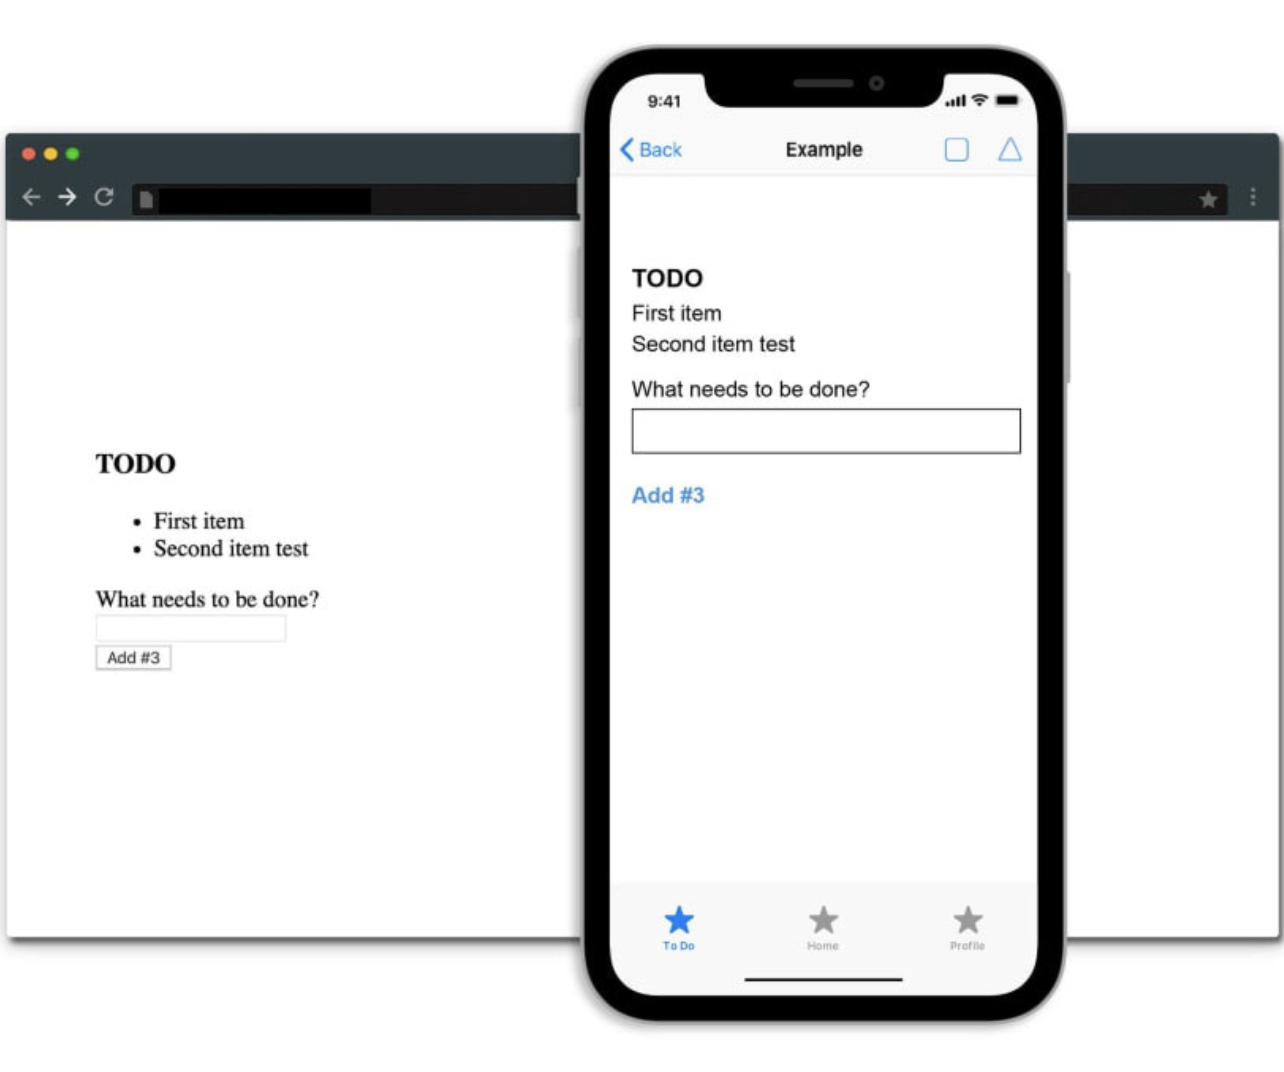 TODO
First item
Second item test
What needs to be done?
Add #3
9:41
Back
Example
TODO
First item
Second item test
What needs to be done?
Add #3
To Do
Home
Profile